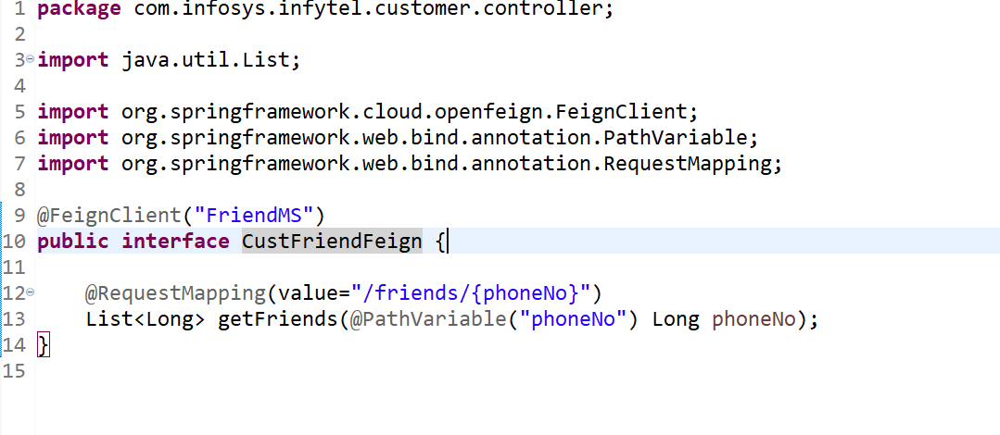 1 package com.infosys.infytel.customer.controller;
2
3 import java.util.List;
4
5 import org.springframework.cloud.openfeign.FeignClient;
6 import org.springframework.web.bind.annotation.PathVariable;
7 import org.springframework.web.bind.annotation.RequestMapping;
8
9 @FeignClient("FriendMS")
10 public interface CustFriendFeign {
11
12 @RequestMapping(value="/friends/{phoneNo}")
13 List<Long> getFriends(@PathVariable("phoneNo") Long phoneNo);
14 }
15